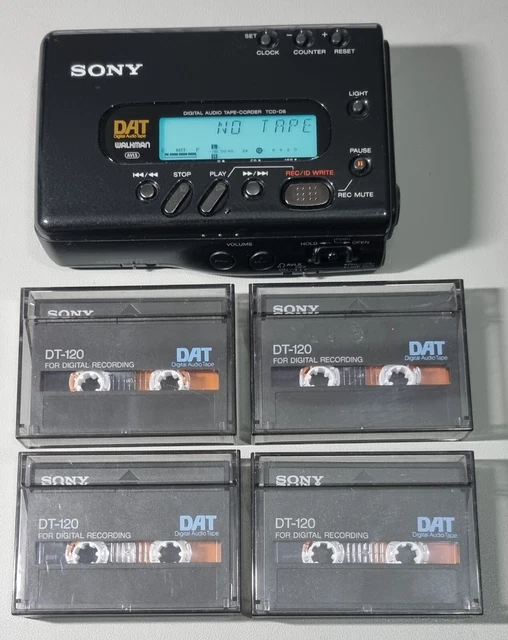 SET
- +
CLOCK COUNTER RESET
SONY
LIGHT
DIGITAL AUDIO TAPE-CORDER TCD-D8
DAT
Digital Audio Tape
WALKMAN
AVLS
NO TAPE
PAUSE
STOP PLAY REC/ID WRITE
REC MUTE
VOLUME HOLD OPEN
SONY
DT-120
FOR DIGITAL RECORDING
DAT
Digital Audio Tape
SONY
DT-120
FOR DIGITAL RECORDING
DAT
Digital Audio Tape
SONY
DT-120
FOR DIGITAL RECORDING
DAT
Digital Audio Tape
SONY
DT-120
FOR DIGITAL RECORDING
DAT
Digital Audio Tape